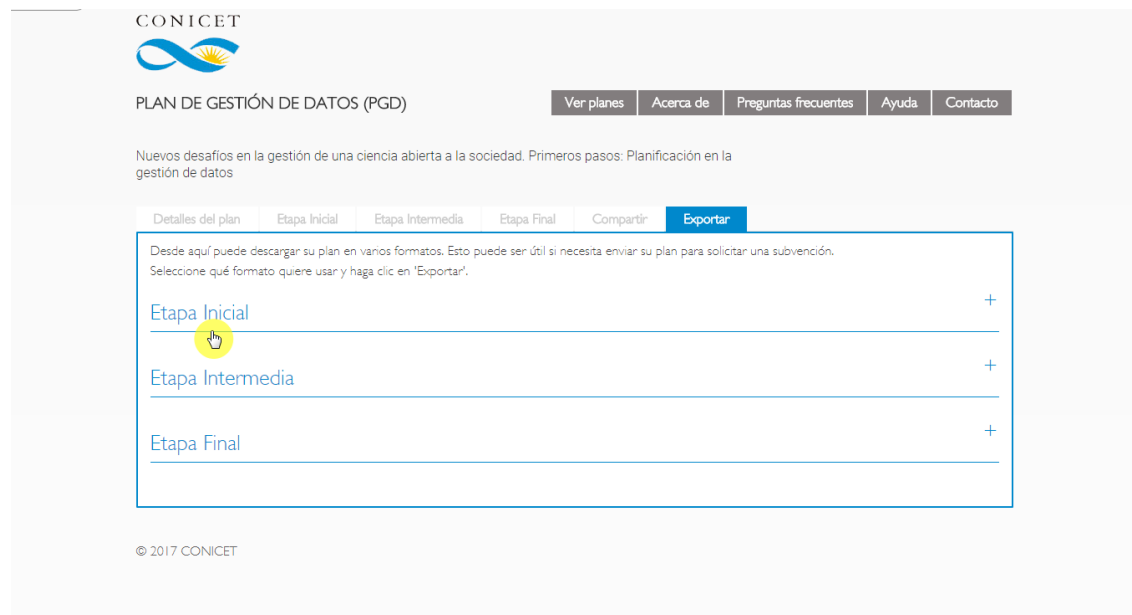 CONICET
PLAN DE GESTIÓN DE DATOS (PGD)
Ver planes Acerca de Preguntas frecuentes Ayuda Contacto
Nuevos desafíos en la gestión de una ciencia abierta a la sociedad. Primeros pasos: Planificación en la
gestión de datos
Detalles del plan Etapa Inicial Etapa Intermedia Etapa Final Compartir Exportar
Desde aquí puede descargar su plan en varios formatos. Esto puede ser útil si necesita enviar su plan para solicitar una subvención.
Seleccione qué formato quiere usar y haga clic en 'Exportar'.
Etapa Inicial +
Etapa Intermedia +
Etapa Final +
© 2017 CONICET